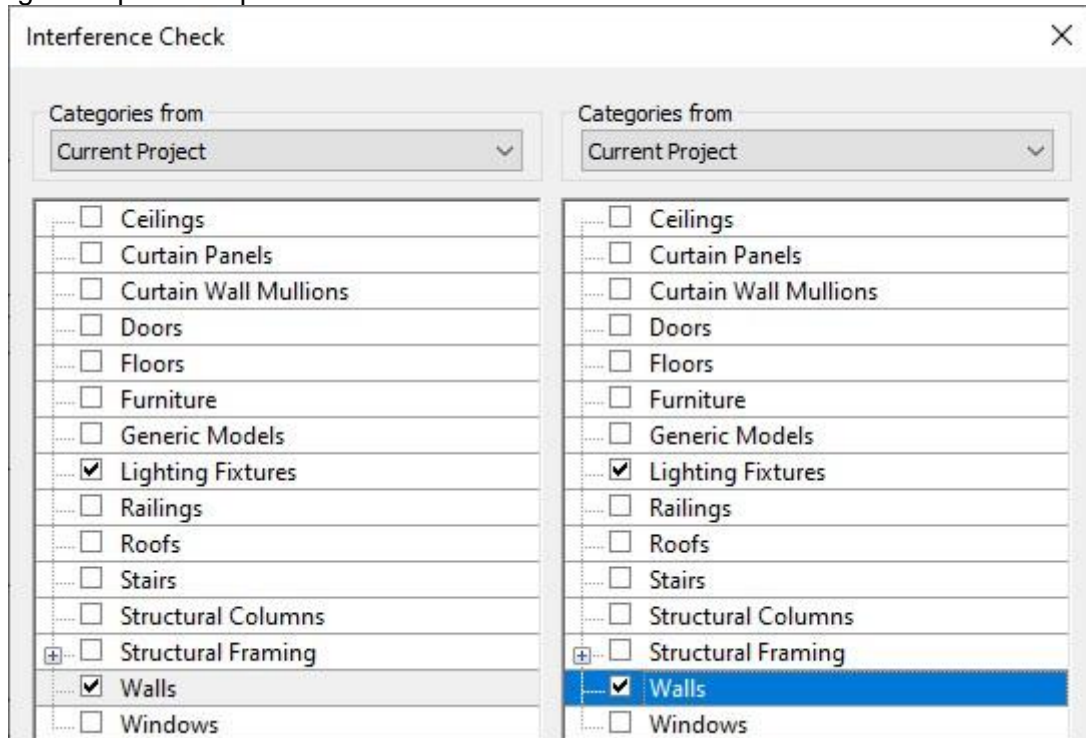 Interference Check
Categories from
Current Project
Ceilings
Curtain Panels
Curtain Wall Mullions
Doors
Floors
Furniture
Generic Models
Lighting Fixtures
Railings
Roofs
Stairs
Structural Columns
Structural Framing
Walls
Windows
Categories from
Current Project
Ceilings
Curtain Panels
Curtain Wall Mullions
Doors
Floors
Furniture
Generic Models
Lighting Fixtures
Railings
Roofs
Stairs
Structural Columns
Structural Framing
Walls
Windows